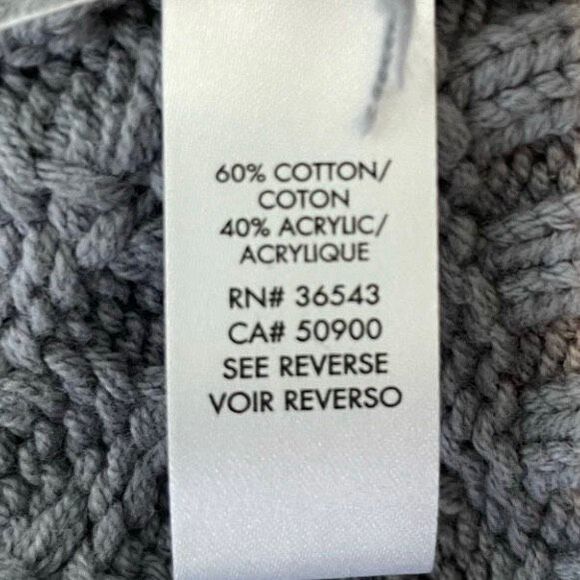 60% COTTON/
COTON
40% ACRYLIC/
ACRYLIQUE
RN# 36543
CA# 50900
SEE REVERSE
VOIR REVERSO